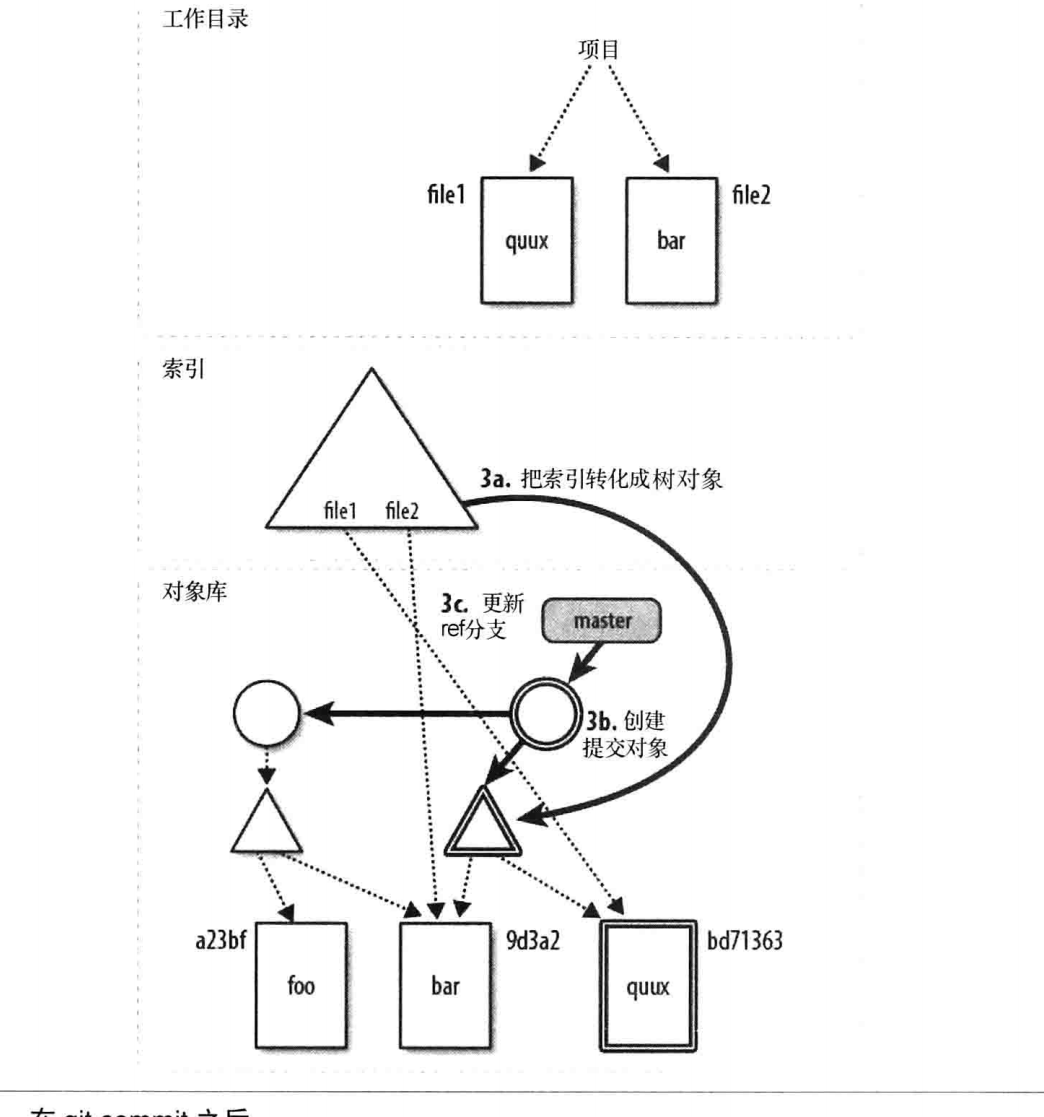 工作目录
项目
file1
file2
quux
bar
索引
3a. 把索引转化成树对象
file1
file2
对象库
3c. 更新
ref分支
master
3b. 创建
提交对象
a23bf
foo
bar
9d3a2
quux
bd71363
在 git commit 之后